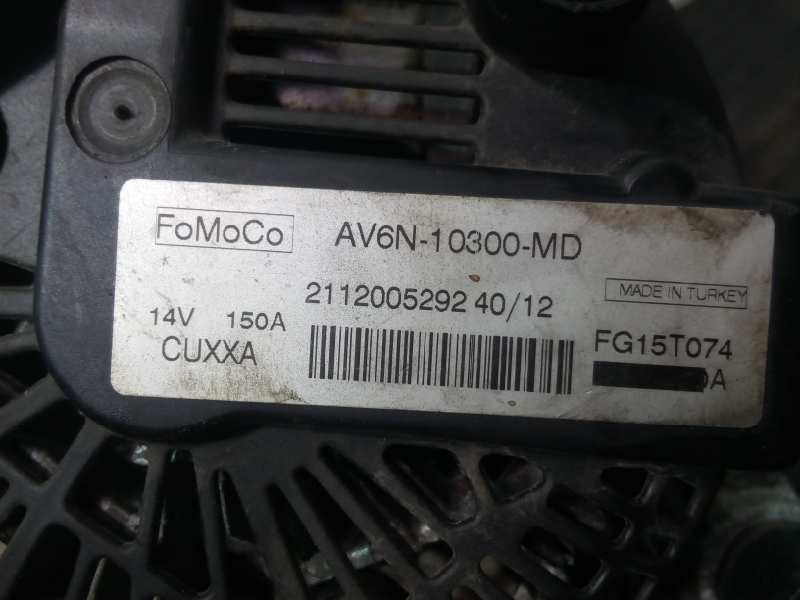 FoMoCo AV6N-10300-MD
2112005292 40/12 MADE IN TURKEY
14V 150A
CUXXA FG15T074
A